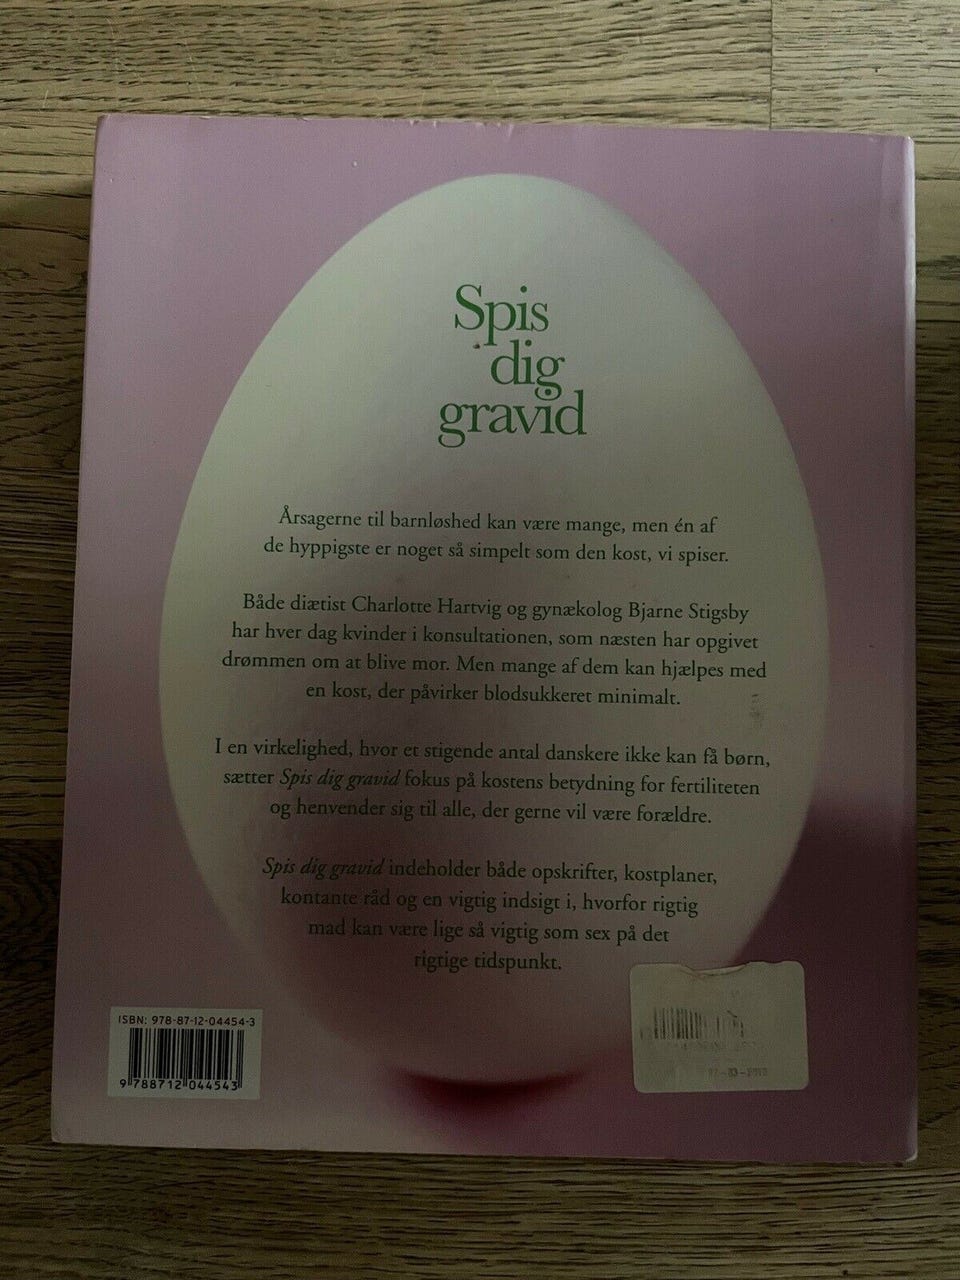 Spis
dig
gravid
Årsagerne til barnløshed kan være mange, men én af
de hyppigste er noget så simpelt som den kost, vi spiser.
Både diætist Charlotte Hartvig og gynækolog Bjarne Stigsby
har hver dag kvinder i konsultationen, som næsten har opgivet
drømmen om at blive mor. Men mange af dem kan hjælpes med
en kost, der påvirker blodsukkeret minimalt.
I en virkelighed, hvor et stigende antal danskere ikke kan få børn,
sætter Spis dig gravid fokus på kostens betydning for fertiliteten
og henvender sig til alle, der gerne vil være forældre.
Spis dig gravid indeholder både opskrifter, kostplaner,
kontante råd og en vigtig indsigt i, hvorfor rigtig
mad kan være lige så vigtig som sex på det
rigtige tidspunkt.
ISBN: 978-87-12-04454-3
9 788712 044543